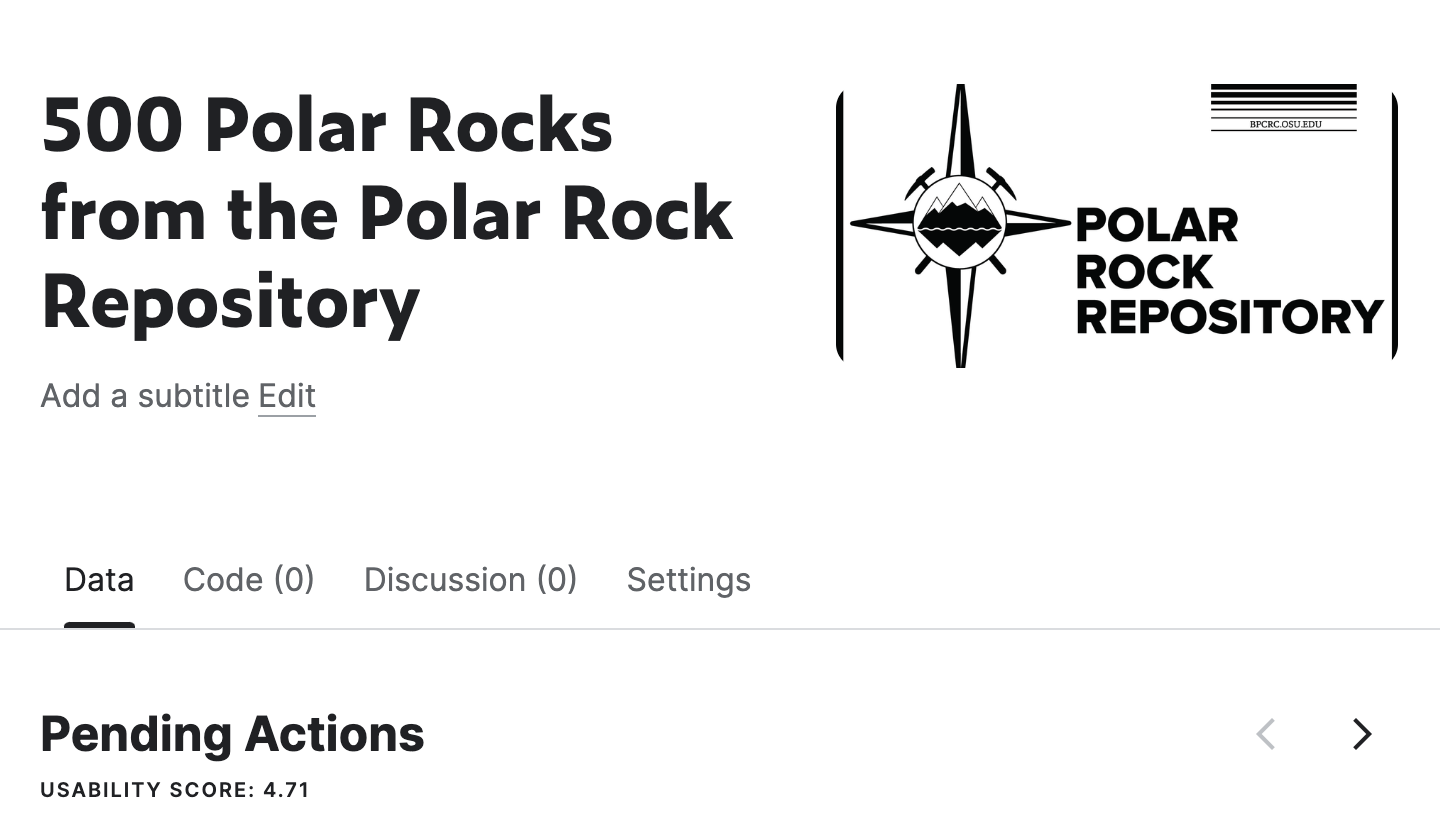 500 Polar Rocks
from the Polar Rock
Repository
Add a subtitle Edit
BPCRC.OSU.EDU
POLAR
ROCK
REPOSITORY
Data Code (0) Discussion (0) Settings
Pending Actions
USABILITY SCORE: 4.71